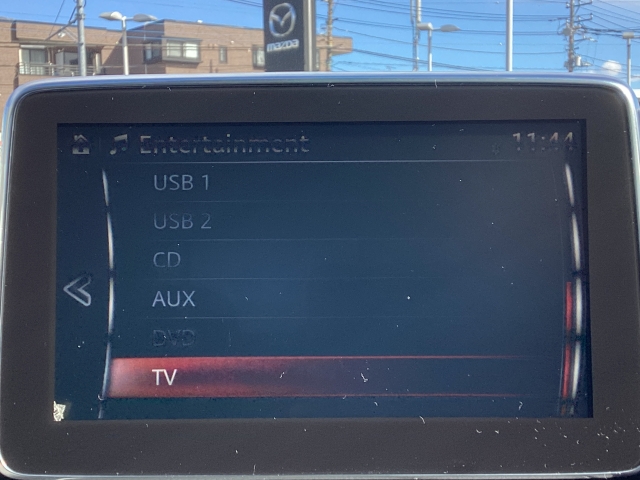 mazda
Entertainment 11:44
USB 1
USB 2
CD
AUX
DVD
TV